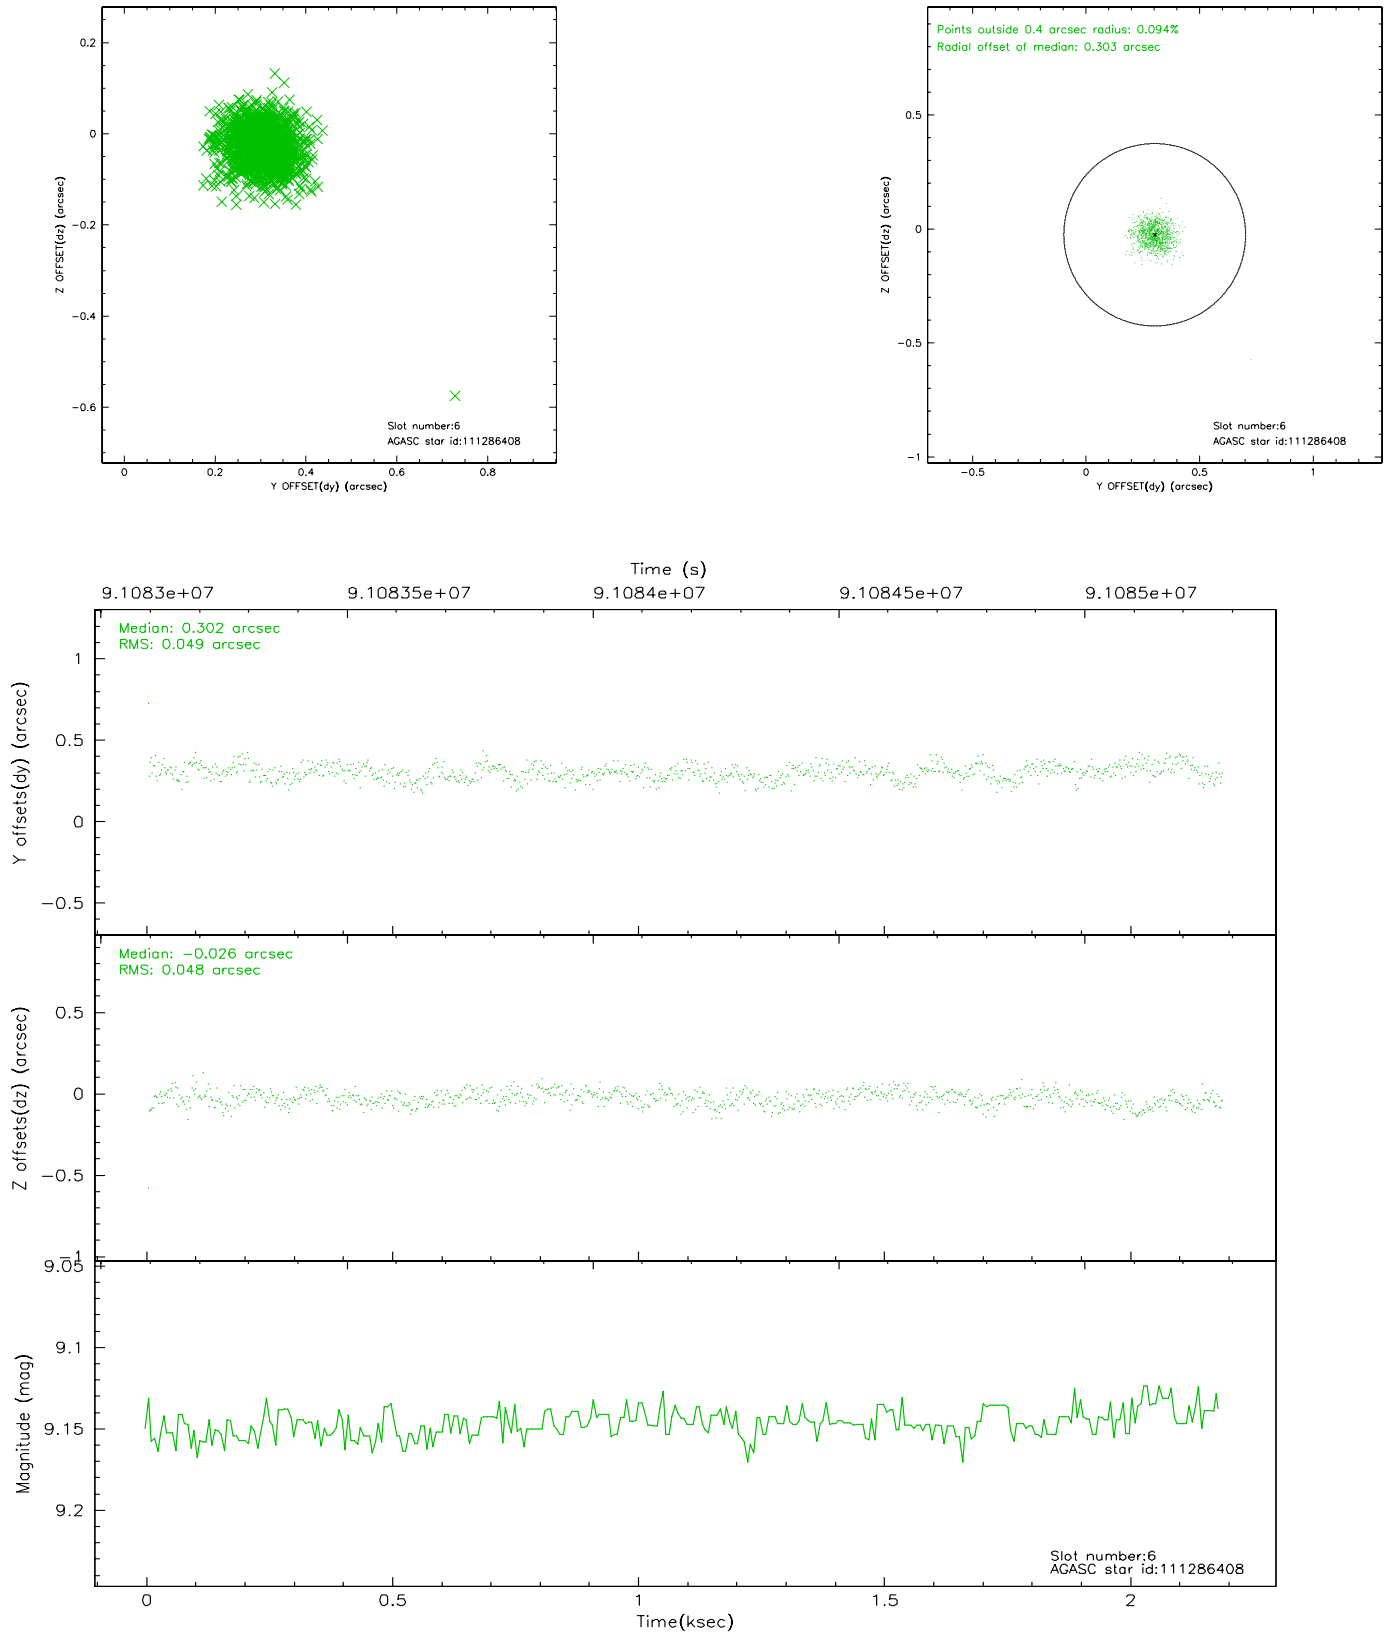 0.2
0
−0.2
−0.4
−0.6
Z OFFSET(dz) (arcsec)
Slot number:6
AGASC star id:111286408
0 0.2 0.4 0.6 0.8
Y OFFSET(dy) (arcsec)
Points outside 0.4 arcsec radius: 0.094%
Radial offset of median: 0.303 arcsec
0.5
0
−0.5
−1
Z OFFSET(dz) (arcsec)
Slot number:6
AGASC star id:111286408
−0.5 0 0.5 1
Y OFFSET(dy) (arcsec)
Time (s)
9.1083e+07 9.10835e+07 9.1084e+07 9.10845e+07 9.1085e+07
Median: 0.302 arcsec
RMS: 0.049 arcsec
1
0.5
0
−0.5
Y offsets(dy) (arcsec)
Median: −0.026 arcsec
RMS: 0.048 arcsec
0.5
0
−0.5
−1
Z offsets(dz) (arcsec)
9.05
9.1
9.15
9.2
Magnitude (mag)
Slot number:6
AGASC star id:111286408
0 0.5 1 1.5 2
Time(ksec)